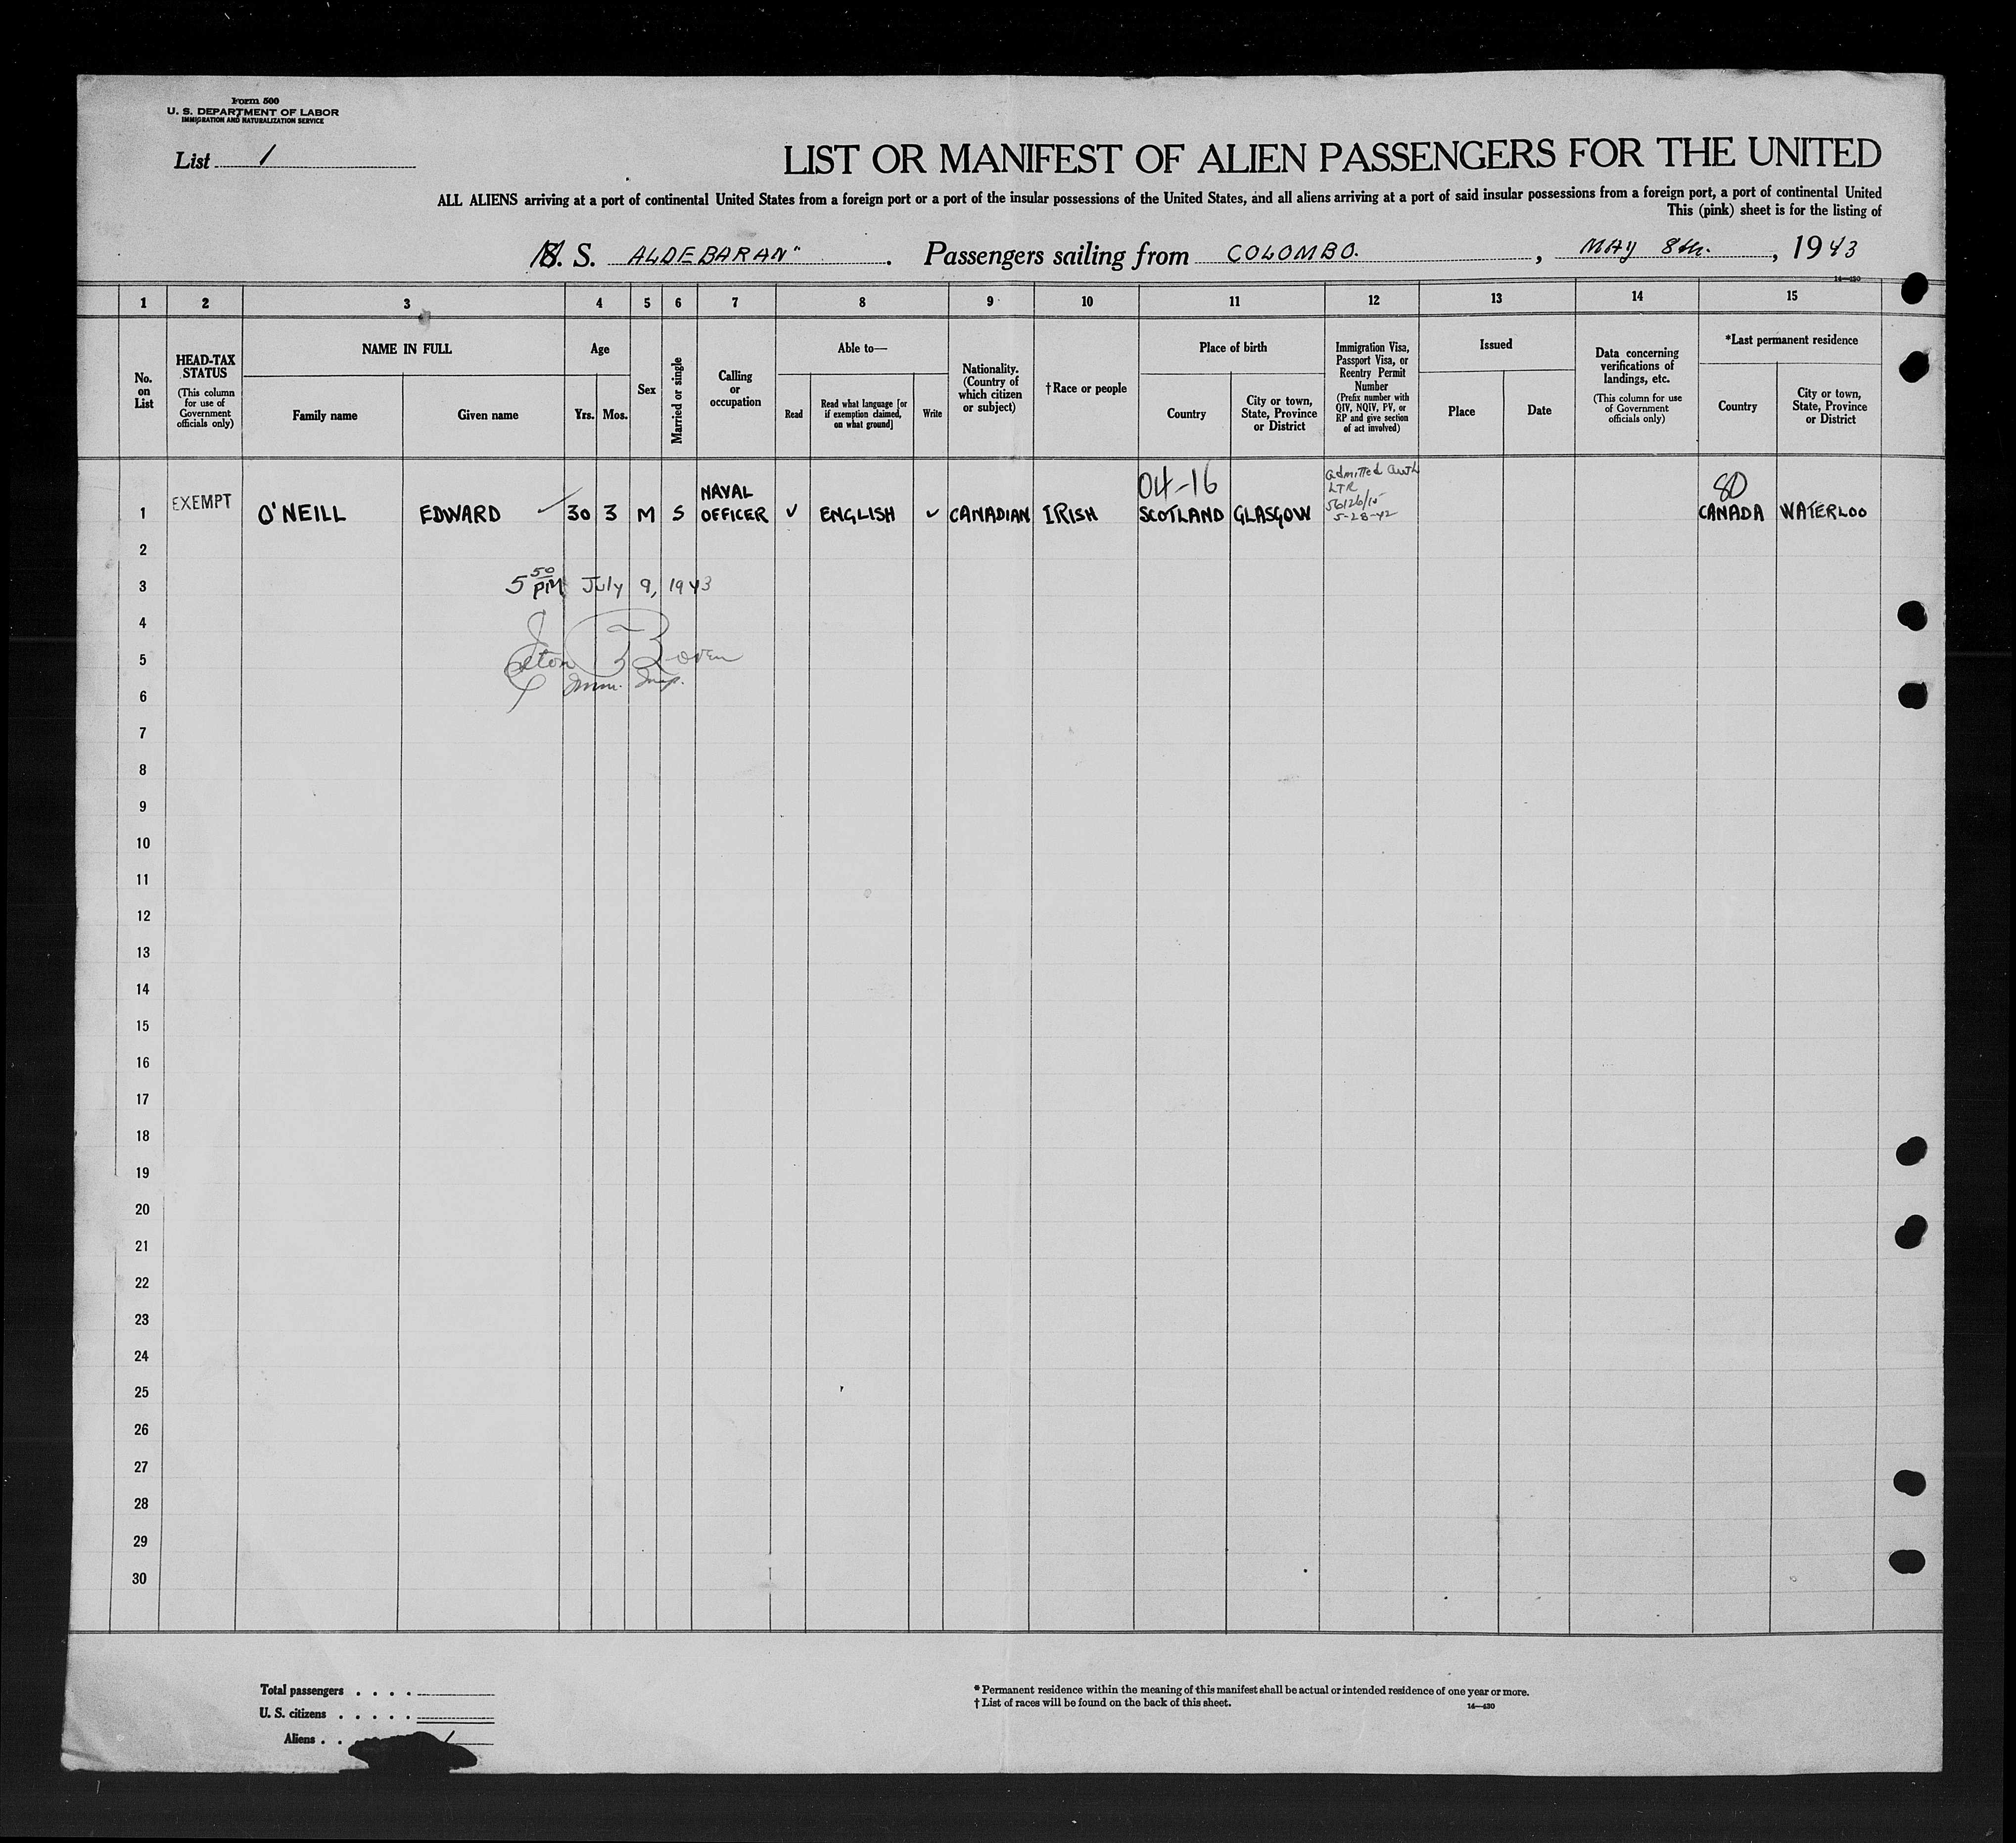 Form 500
U. S. DEPARTMENT OF LABOR
IMMIGRATION AND NATURALIZATION SERVICE
List 1
LIST OR MANIFEST OF ALIEN PASSENGERS FOR THE UNITED
ALL ALIENS arriving at a port of continental United States from a foreign port or a port of the insular possessions of the United States, and all aliens arriving at a port of said insular possessions from a foreign port, a port of continental United
This (pink) sheet is for the listing of
S. ALDEBARAN" . Passengers sailing from COLOMBO. , MAY 8th. , 1943
14—430
1 2 3 4 5 6 7 8 9 10 11 12 13 14 15
No. on List
HEAD-TAX STATUS
(This column for use of Government officials only)
NAME IN FULL
Family name
Given name
Age
Yrs. Mos.
Sex
Married or single
Calling or occupation
Able to—
Read
Read what language [or if exemption claimed, on what ground]
Write
Nationality. (Country of which citizen or subject)
†Race or people
Place of birth
Country
City or town, State, Province or District
Immigration Visa, Passport Visa, or Reentry Permit Number
(Prefix number with QIV, NQIV, PV, or RP and give section of act involved)
Issued
Place
Date
Data concerning verifications of landings, etc.
(This column for use of Government officials only)
*Last permanent residence
Country
City or town, State, Province or District
1 EXEMPT O'NEILL EDWARD ✓ 30 3 M S NAVAL OFFICER ✓ ENGLISH ✓ CANADIAN IRISH 04-16 SCOTLAND GLASGOW Admitted Auth LTR 56126/15 5-28-42 80 CANADA WATERLOO
2
3 5 50 PM July 9, 1943
4
5
6 Imm. Insp.
7
8
9
10
11
12
13
14
15
16
17
18
19
20
21
22
23
24
25
26
27
28
29
30
Total passengers . . . .
U. S. citizens . . . . .
Aliens . . 1
* Permanent residence within the meaning of this manifest shall be actual or intended residence of one year or more.
† List of races will be found on the back of this sheet.
14—430